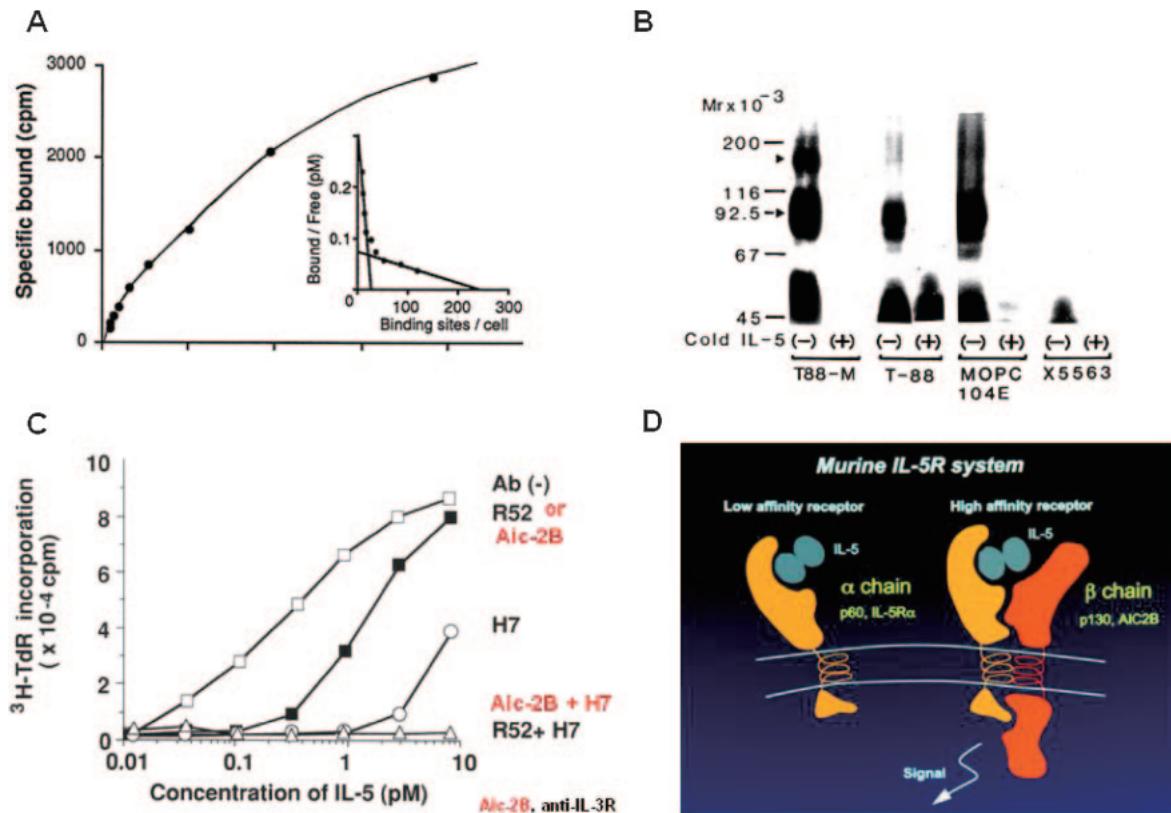 A
3000
2000
1000
0
Specific bound (cpm)
0.2
0.1
0
Bound / Free (pM)
0 100 200 300
Binding sites / cell
B
Mr x 10⁻³
200
116
92.5
67
45
Cold IL-5 (-) (+) (-) (+) (-) (+) (-) (+)
T88-M T-88 MOPC 104E X5563
C
10
8
6
4
2
0
³H-TdR incorporation
( x 10⁻⁴ cpm)
0.01 0.1 1 10
Concentration of IL-5 (pM)
Ab (-)
R52 or
Aic-2B
H7
Aic-2B + H7
R52+ H7
Aic-2B, anti-IL-3R
D
Murine IL-5R system
Low affinity receptor High affinity receptor
IL-5 IL-5
α chain
p60, IL-5Rα
β chain
p130, AIC2B
Signal